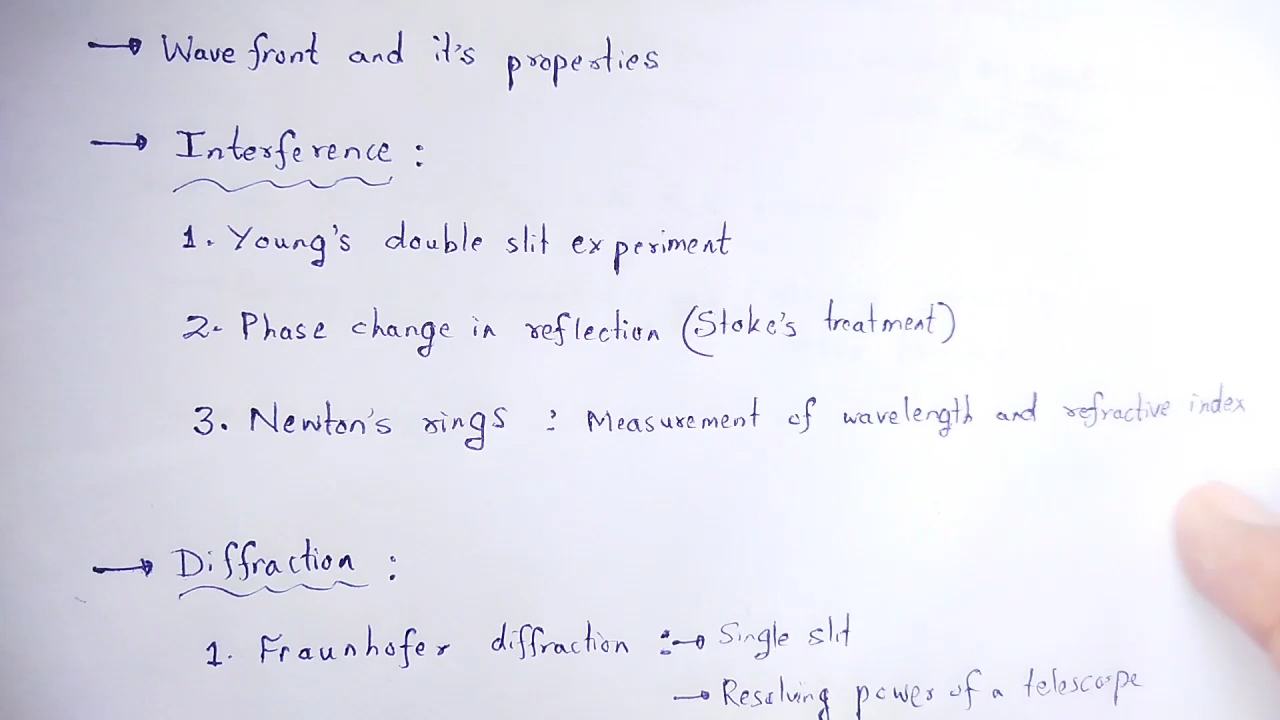 → Wave front and it's properties
→ Interference :
1. Young's double slit experiment
2. Phase change in reflection (Stoke's treatment)
3. Newton's rings : Measurement of wavelength and refractive index
→ Diffraction :
1. Fraunhofer diffraction :→ Single slit
→ Resolving power of a telescope